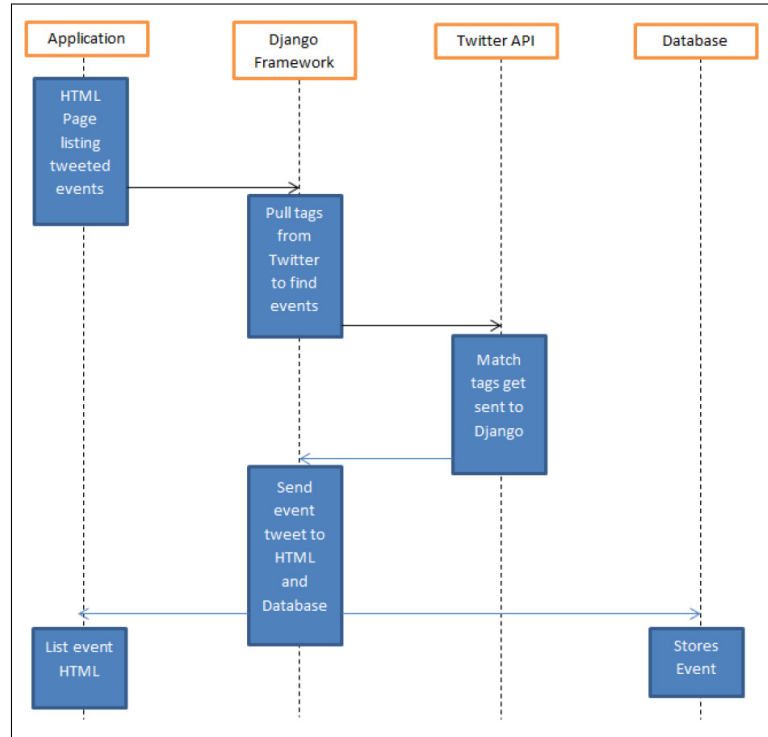 Application
Django
Framework
Twitter API
Database
HTML
Page
listing
tweeted
events
Pull tags
from
Twitter
to find
events
Match
tags get
sent to
Django
Send
event
tweet to
HTML
and
Database
List event
HTML
Stores
Event